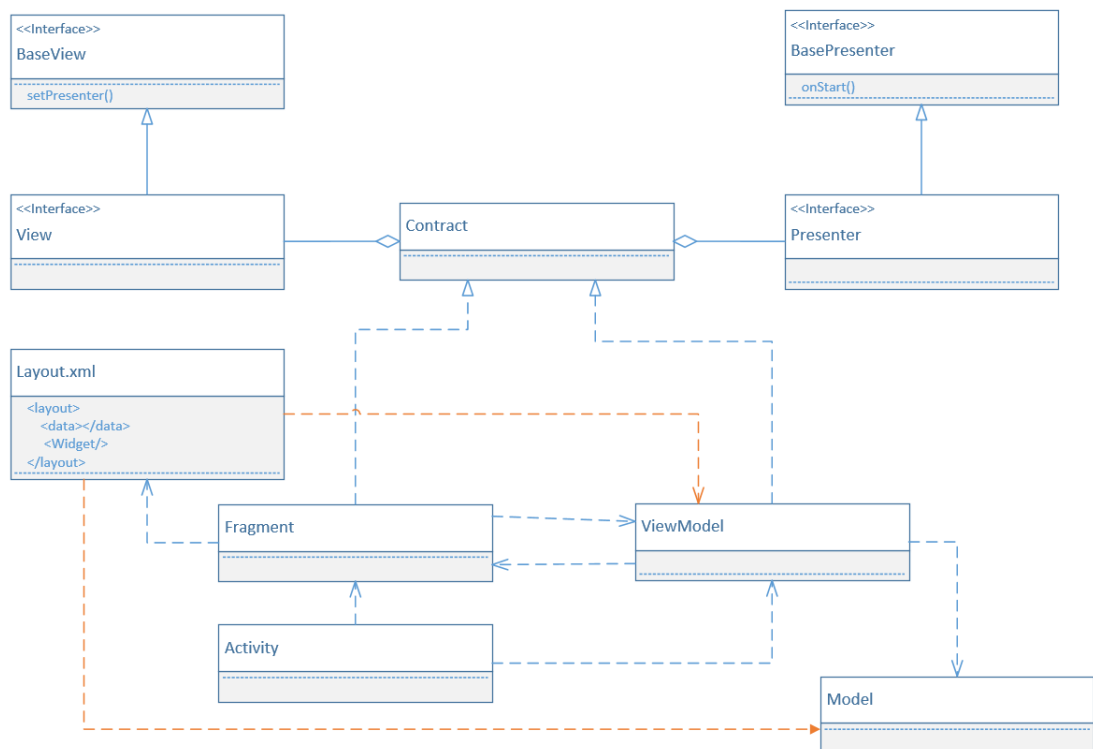 <<Interface>>
BaseView
setPresenter()
<<Interface>>
BasePresenter
onStart()
<<Interface>>
View
Contract
<<Interface>>
Presenter
Layout.xml
<layout>
<data></data>
<Widget/>
</layout>
Fragment
ViewModel
Activity
Model